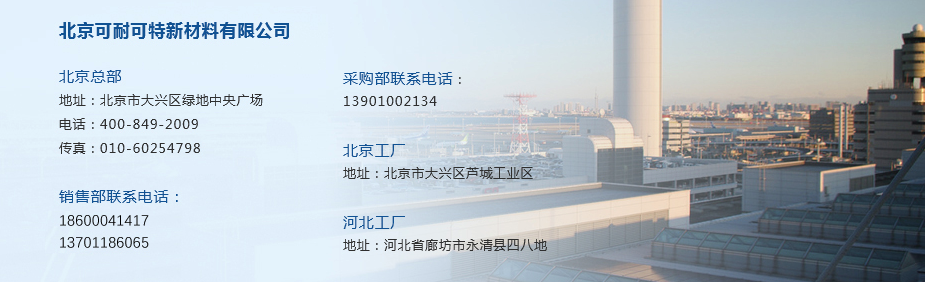 北京可耐可特新材料有限公司
北京总部
地址：北京市大兴区绿地中央广场
电话：400-849-2009
传真：010-60254798
销售部联系电话：
18600041417
13701186065
采购部联系电话：
13901002134
北京工厂
地址：北京市大兴区芦城工业区
河北工厂
地址：河北省廊坊市永清县四八地